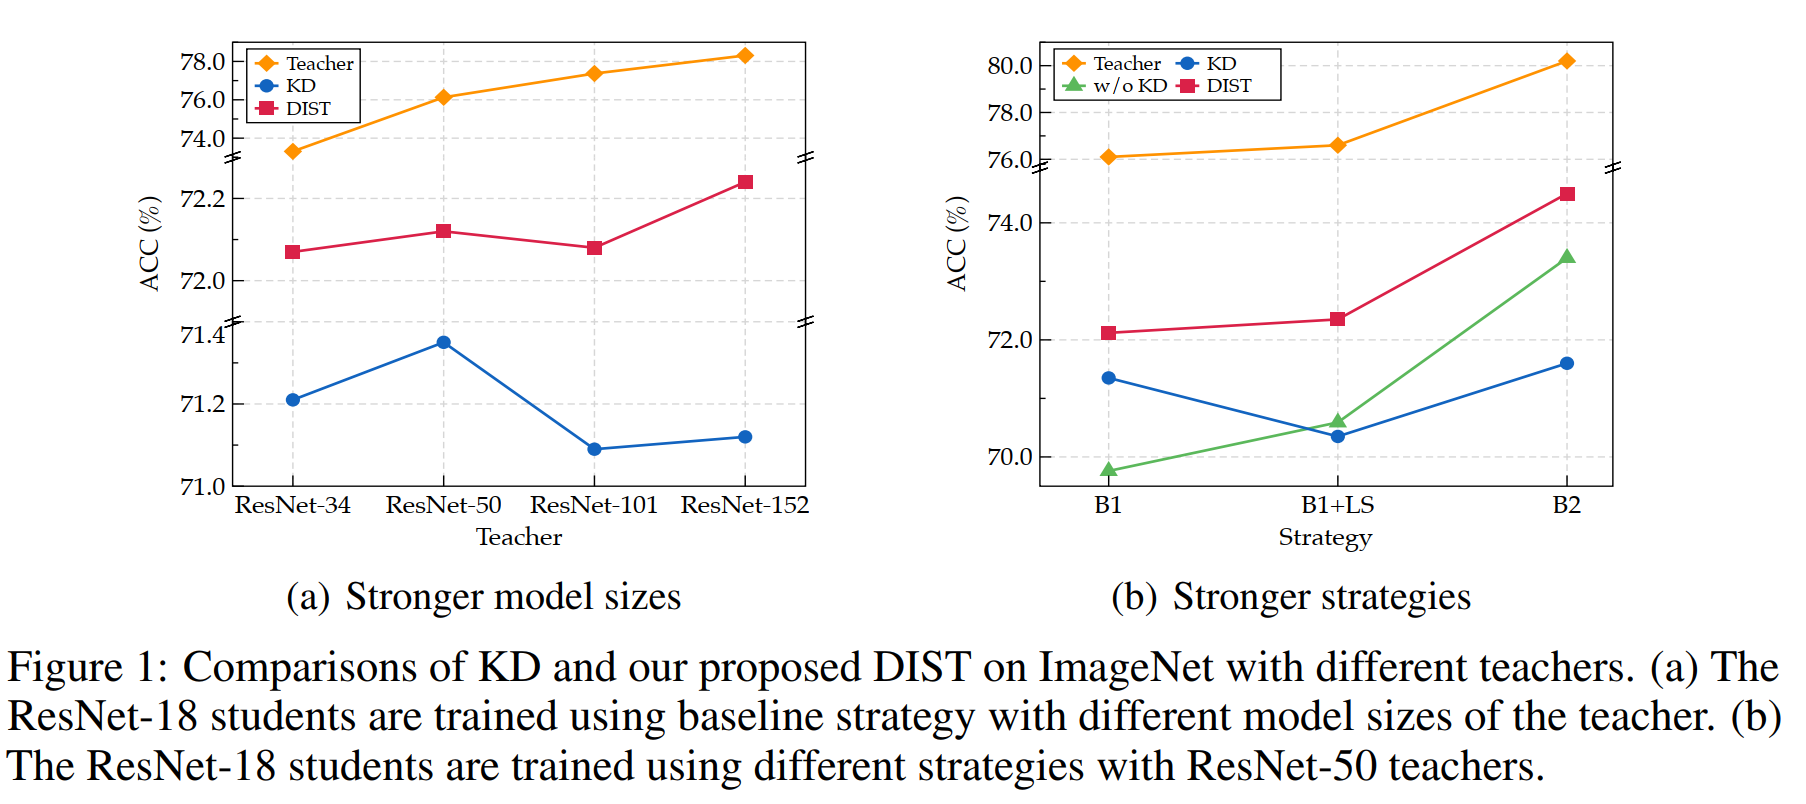 Teacher
KD
DIST
78.0
76.0
74.0
72.2
72.0
71.4
71.2
71.0
ACC (%)
ResNet-34 ResNet-50 ResNet-101 ResNet-152
Teacher
(a) Stronger model sizes
Teacher KD
w/o KD DIST
80.0
78.0
76.0
74.0
72.0
70.0
ACC (%)
B1 B1+LS B2
Strategy
(b) Stronger strategies
Figure 1: Comparisons of KD and our proposed DIST on ImageNet with different teachers. (a) The
ResNet-18 students are trained using baseline strategy with different model sizes of the teacher. (b)
The ResNet-18 students are trained using different strategies with ResNet-50 teachers.